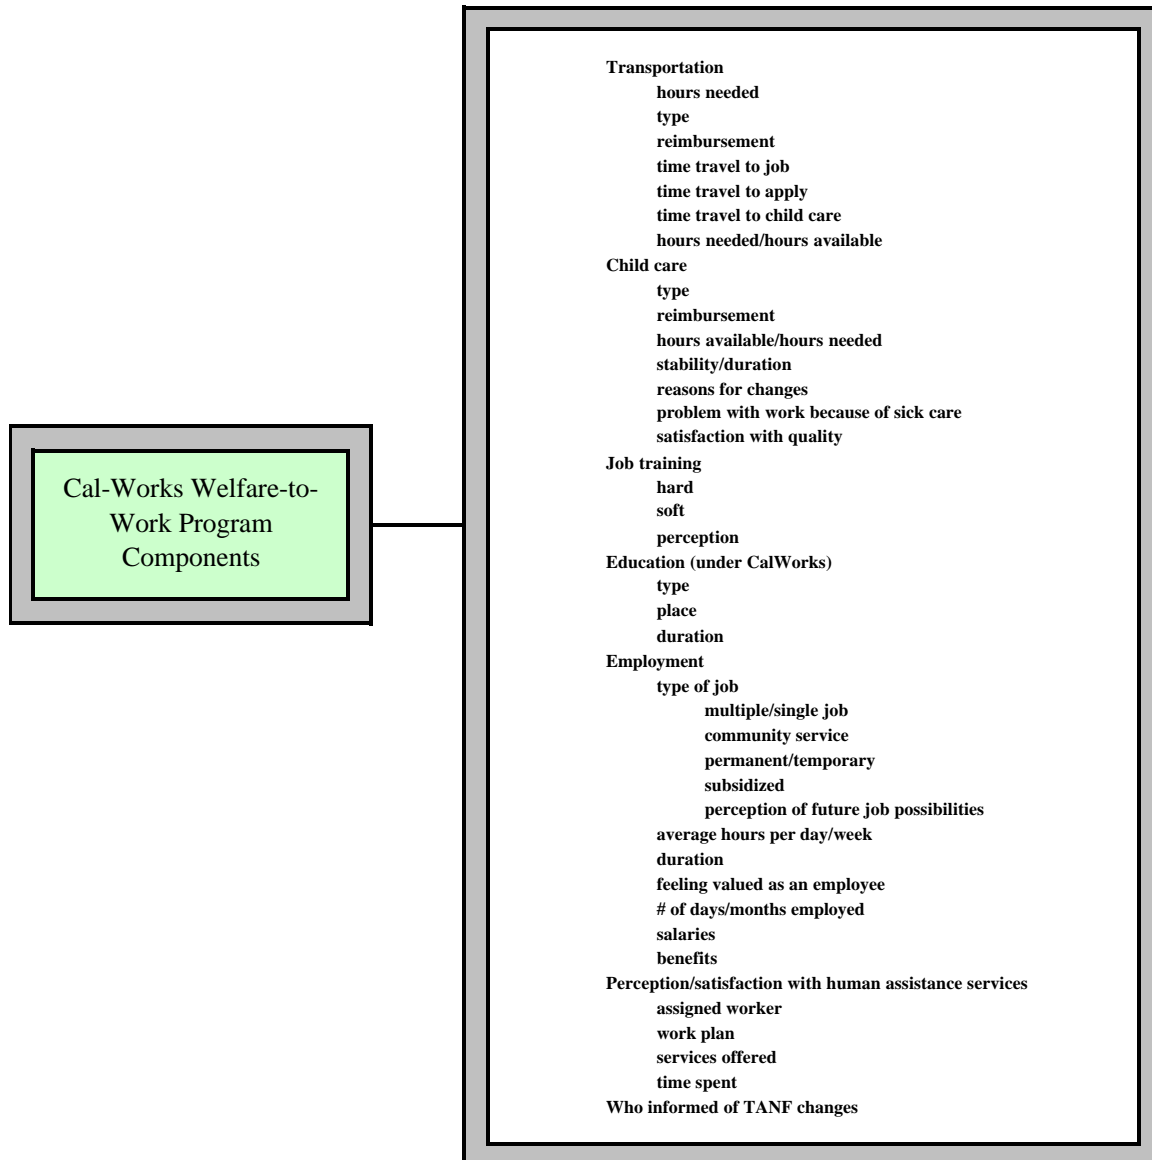 Transportation
hours needed
type
reimbursement
time travel to job
time travel to apply
time travel to child care
hours needed/hours available
Child care
type
reimbursement
hours available/hours needed
stability/duration
reasons for changes
problem with work because of sick care
satisfaction with quality
Job training
hard
soft
perception
Education (under CalWorks)
type
place
duration
Employment
type of job
multiple/single job
community service
permanent/temporary
subsidized
perception of future job possibilities
average hours per day/week
duration
feeling valued as an employee
# of days/months employed
salaries
benefits
Perception/satisfaction with human assistance services
assigned worker
work plan
services offered
time spent
Who informed of TANF changes
Cal-Works Welfare-to-
Work Program
Components